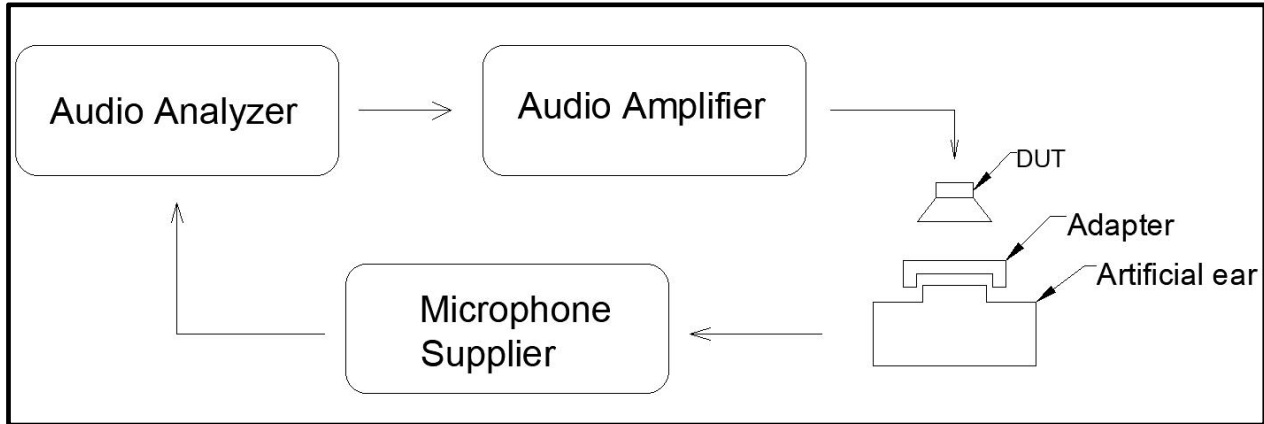 Audio Analyzer
Audio Amplifier
DUT
Adapter
Artificial ear
Microphone
Supplier